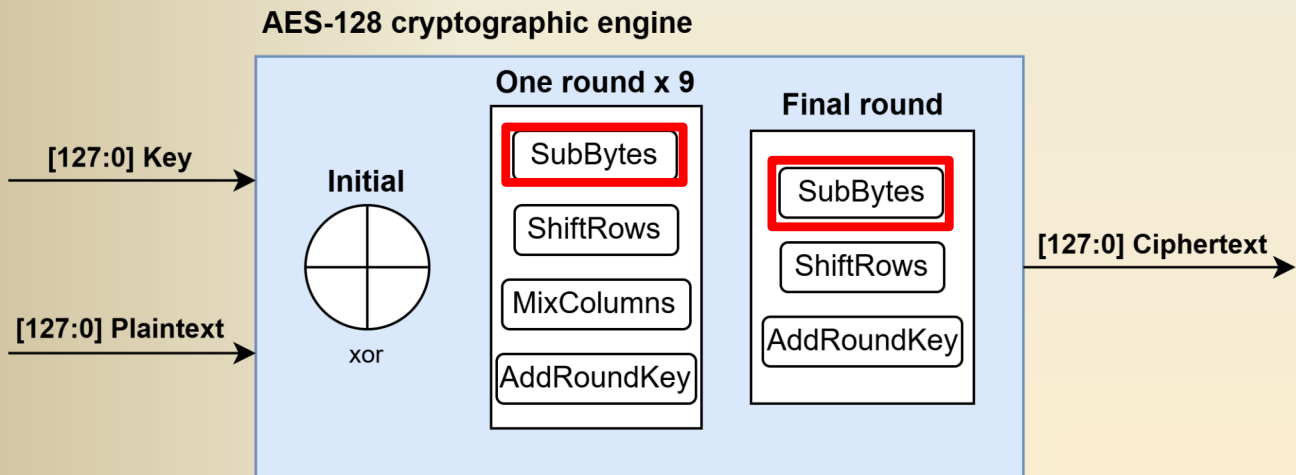 AES-128 cryptographic engine
[127:0] Key
[127:0] Plaintext
Initial
xor
One round x 9
SubBytes
ShiftRows
MixColumns
AddRoundKey
Final round
SubBytes
ShiftRows
AddRoundKey
[127:0] Ciphertext